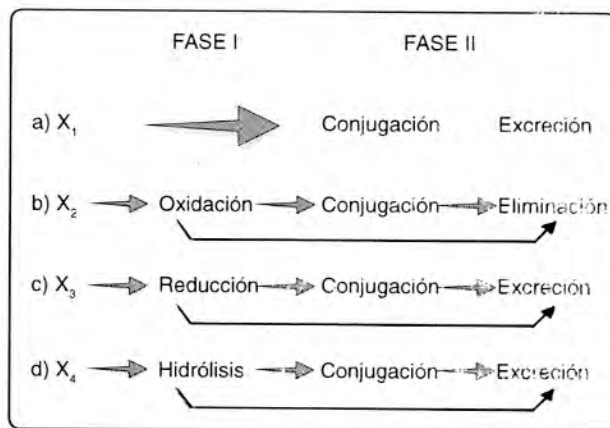 FASE I FASE II
a) X₁ Conjugación Excreción
b) X₂ Oxidación Conjugación Eliminación
c) X₃ Reducción Conjugación Excreción
d) X₄ Hidrólisis Conjugación Excreción